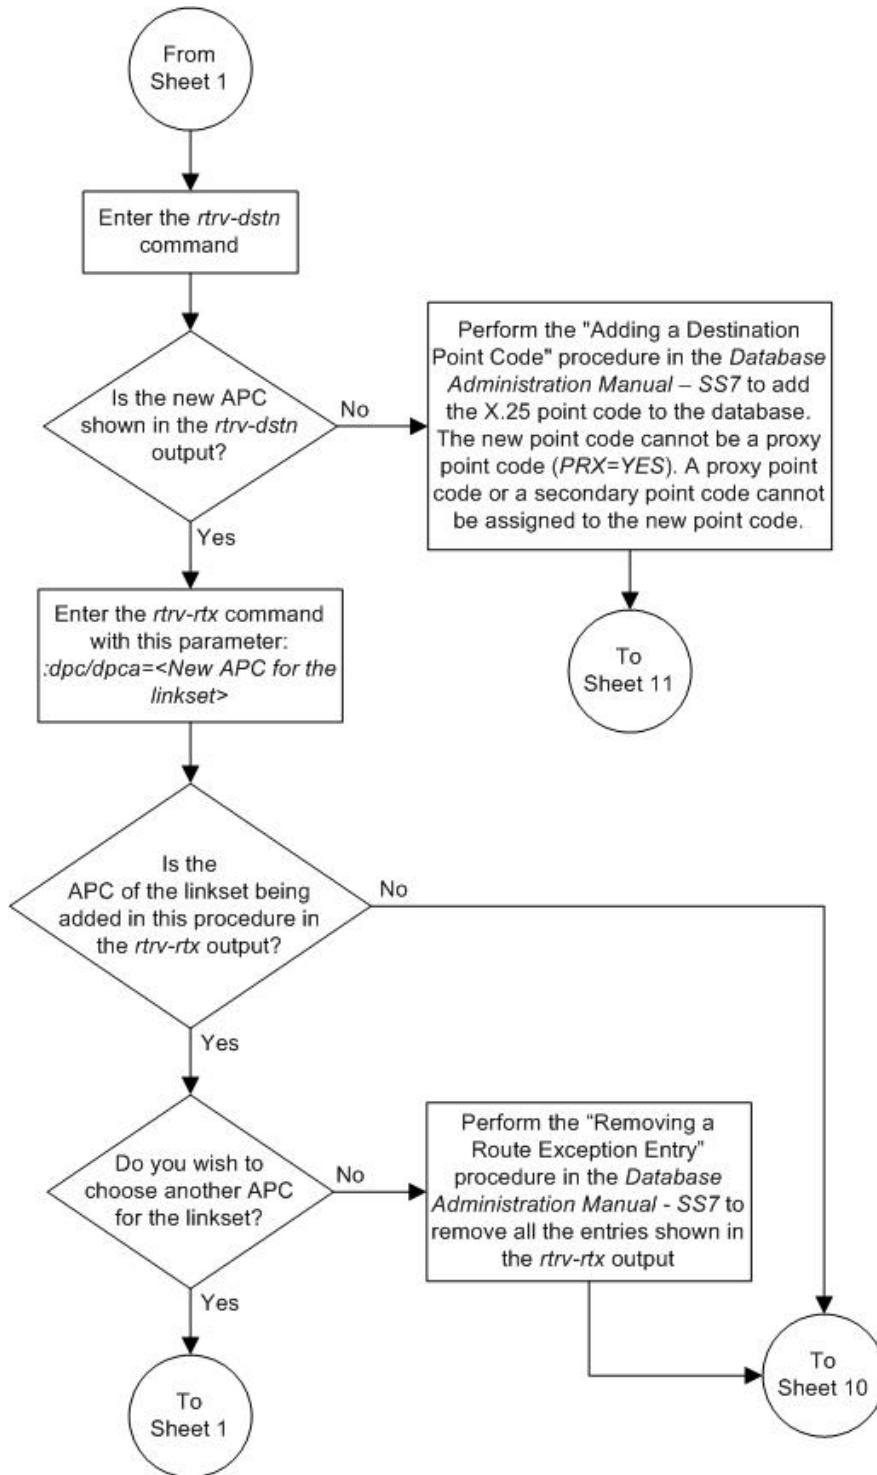 From
Sheet 1
Enter the rtrv-dstn
command
Is the new APC
shown in the rtrv-dstn
output?
No
Perform the "Adding a Destination
Point Code" procedure in the Database
Administration Manual – SS7 to add
the X.25 point code to the database.
The new point code cannot be a proxy
point code (PRX=YES). A proxy point
code or a secondary point code cannot
be assigned to the new point code.
Yes
To
Sheet 11
Enter the rtrv-rtx command
with this parameter:
:dpc/dpca=<New APC for the
linkset>
Is the
APC of the linkset being
added in this procedure in
the rtrv-rtx output?
No
Yes
Do you wish to
choose another APC
for the linkset?
No
Perform the “Removing a
Route Exception Entry”
procedure in the Database
Administration Manual - SS7 to
remove all the entries shown in
the rtrv-rtx output
Yes
To
Sheet 10
To
Sheet 1